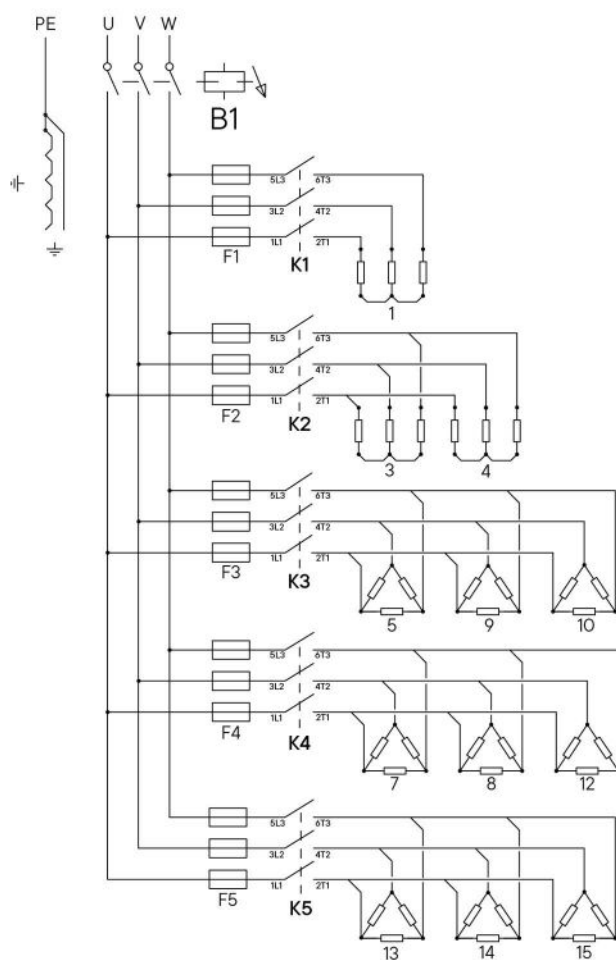 PE U V W
B1
5L3 6T3
3L2 4T2
1L1 2T1
F1 K1
1
5L3 6T3
3L2 4T2
1L1 2T1
F2 K2
3 4
5L3 6T3
3L2 4T2
1L1 2T1
F3 K3
5 9 10
5L3 6T3
3L2 4T2
1L1 2T1
F4 K4
7 8 12
5L3 6T3
3L2 4T2
1L1 2T1
F5 K5
13 14 15